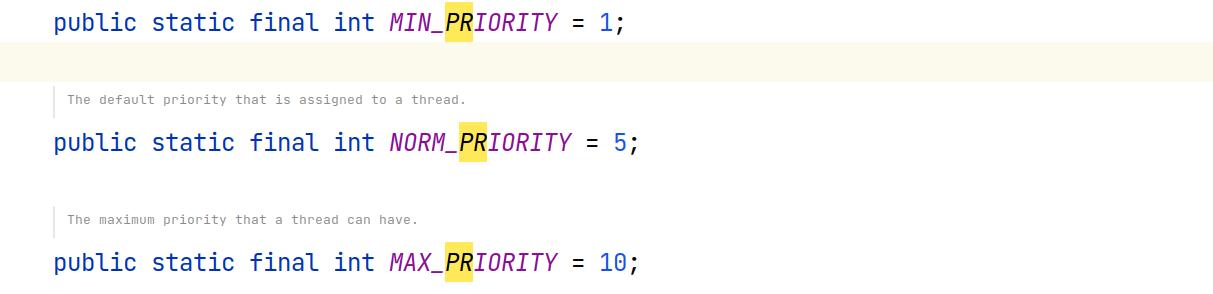 public static final int MIN_PRIORITY = 1;
The default priority that is assigned to a thread.
public static final int NORM_PRIORITY = 5;
The maximum priority that a thread can have.
public static final int MAX_PRIORITY = 10;